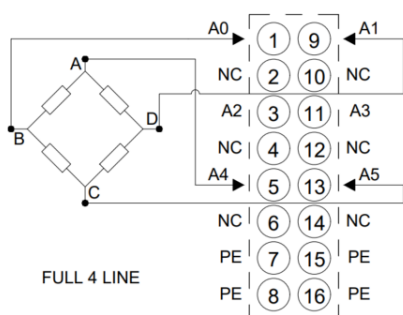 A0 1 9 A1
A
NC 2 10 NC
A2 3 11 A3
D
B
NC 4 12 NC
A4 5 13 A5
C
NC 6 14 NC
PE 7 15 PE
FULL 4 LINE
PE 8 16 PE